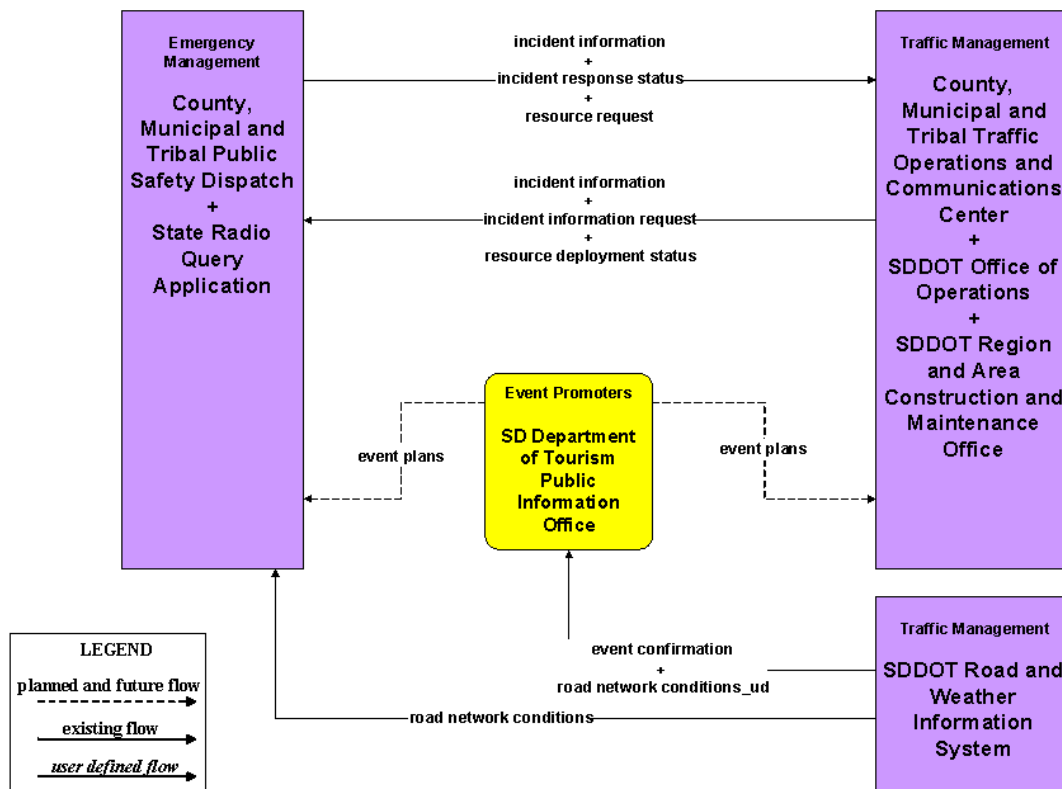 Emergency
Management
County,
Municipal and
Tribal Public
Safety Dispatch
+
State Radio
Query
Application
incident information
+
incident response status
+
resource request
incident information
+
incident information request
+
resource deployment status
Traffic Management
County,
Municipal and
Tribal Traffic
Operations and
Communications
Center
+
SDDOT Office of
Operations
+
SDDOT Region
and Area
Construction and
Maintenance
Office
Event Promoters
SD Department
of Tourism
Public
Information
Office
event plans
event plans
event confirmation
+
road network conditions_ud
road network conditions
Traffic Management
SDDOT Road and
Weather
Information
System
LEGEND
planned and future flow
existing flow
user defined flow